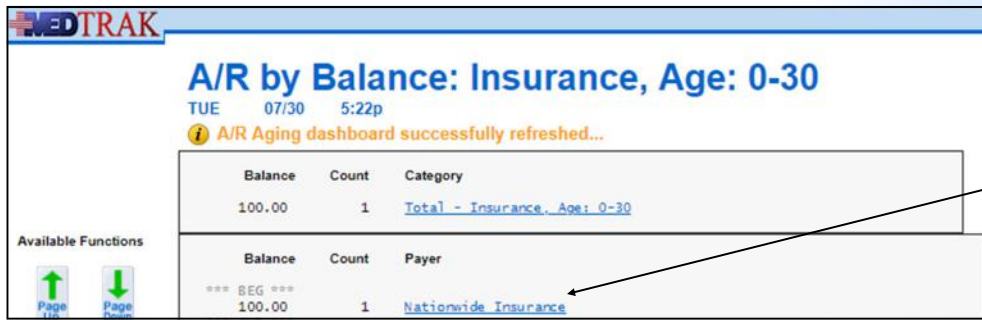 MEDTRAK
A/R by Balance: Insurance, Age: 0-30
TUE 07/30 5:22p
i A/R Aging dashboard successfully refreshed...
Balance Count Category
100.00 1 Total - Insurance, Age: 0-30
Available Functions
Balance Count Payer
*** BEG ***
100.00 1 Nationwide Insurance
Page Up Page Down